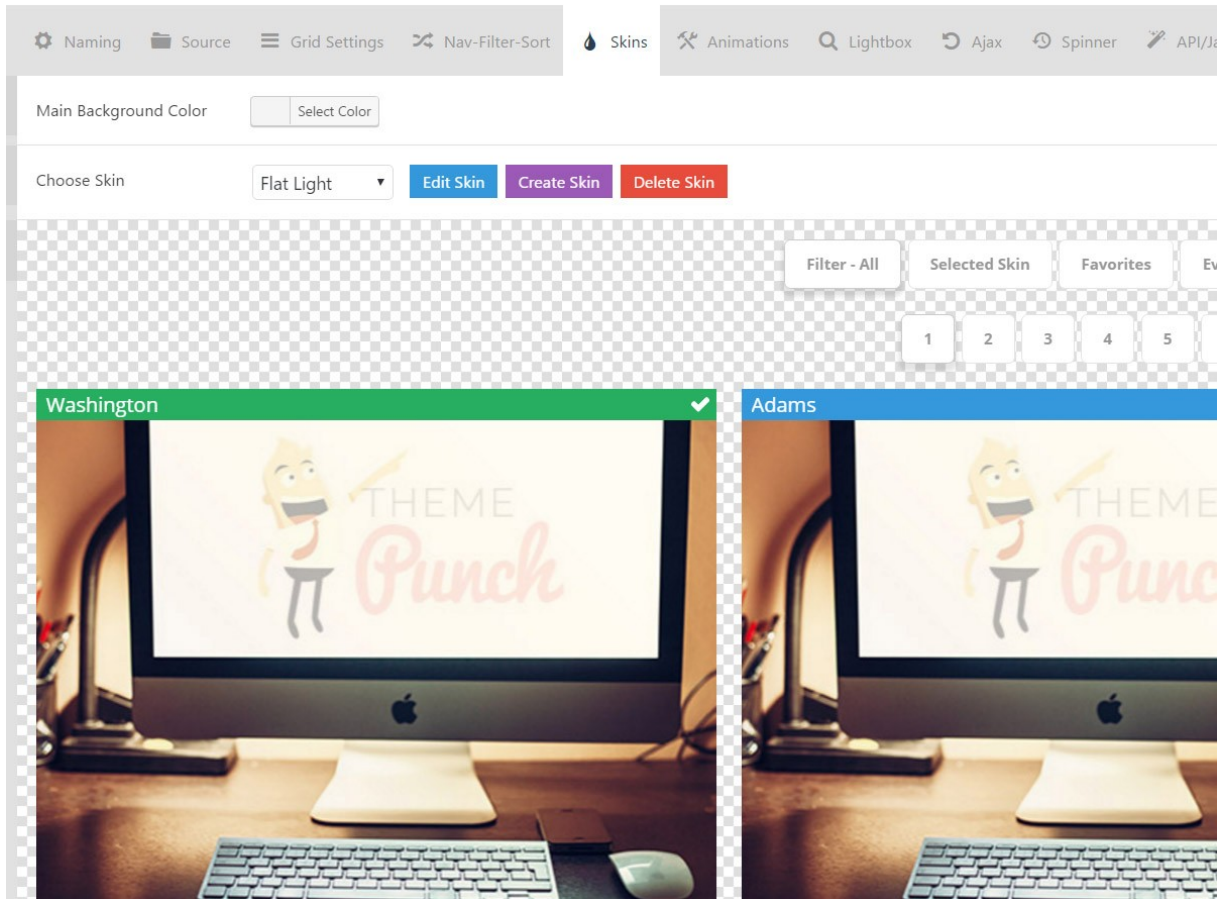 Naming Source Grid Settings Nav-Filter-Sort Skins Animations Lightbox Ajax Spinner
Main Background Color Select Color
Choose Skin Flat Light Edit Skin Create Skin Delete Skin
Filter - All Selected Skin Favorites
1 2 3 4 5
Washington Adams
THEME THEME
Punch Punc